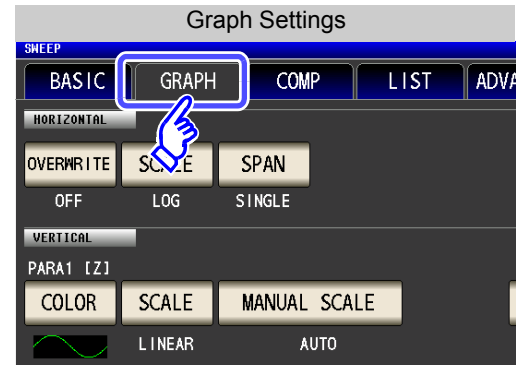 Graph Settings
SWEEP
BASIC GRAPH COMP LIST ADVA
HORIZONTAL
OVERWRITE SCALE SPAN
OFF LOG SINGLE
VERTICAL
PARA1 [Z]
COLOR SCALE MANUAL SCALE
LINEAR AUTO